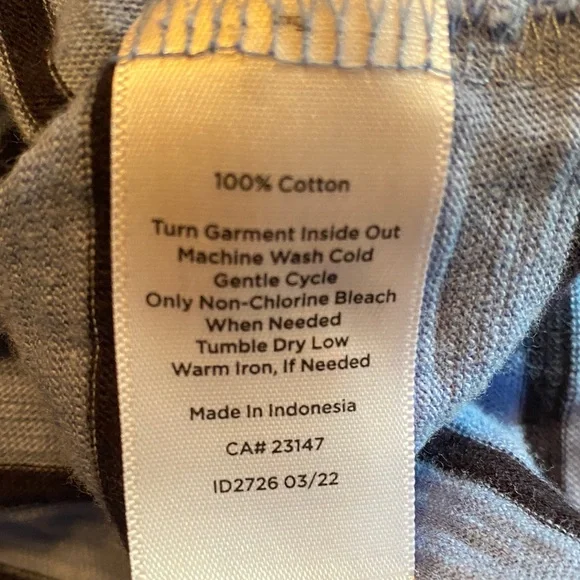 100% Cotton
Turn Garment Inside Out
Machine Wash Cold
Gentle Cycle
Only Non-Chlorine Bleach
When Needed
Tumble Dry Low
Warm Iron, If Needed
Made In Indonesia
CA# 23147
ID2726 03/22